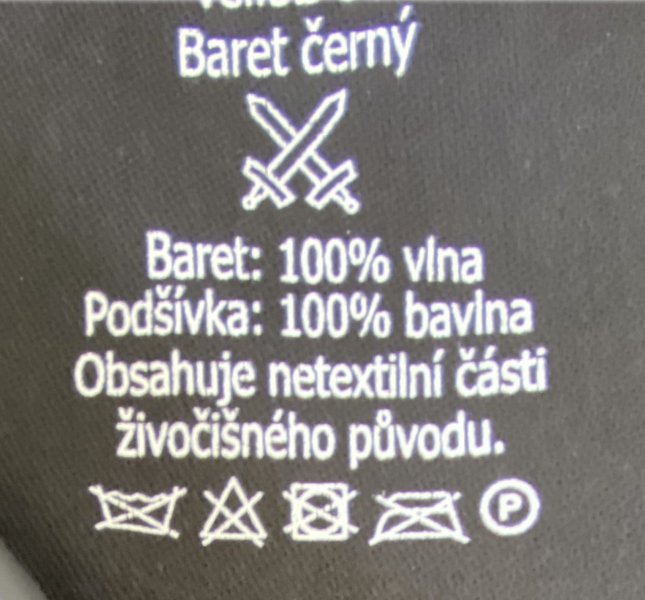 Baret černý
Baret: 100% vlna
Podšívka: 100% bavlna
Obsahuje netextilní části
živočišného původu.
P